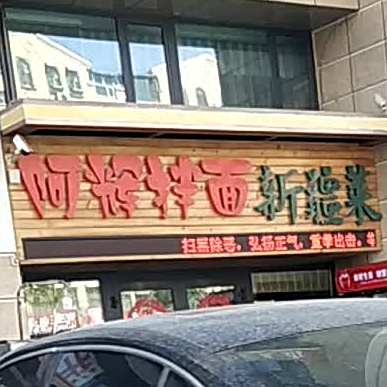 阿辉拌面 新疆菜
扫黑除恶，弘扬正气，重拳出击，